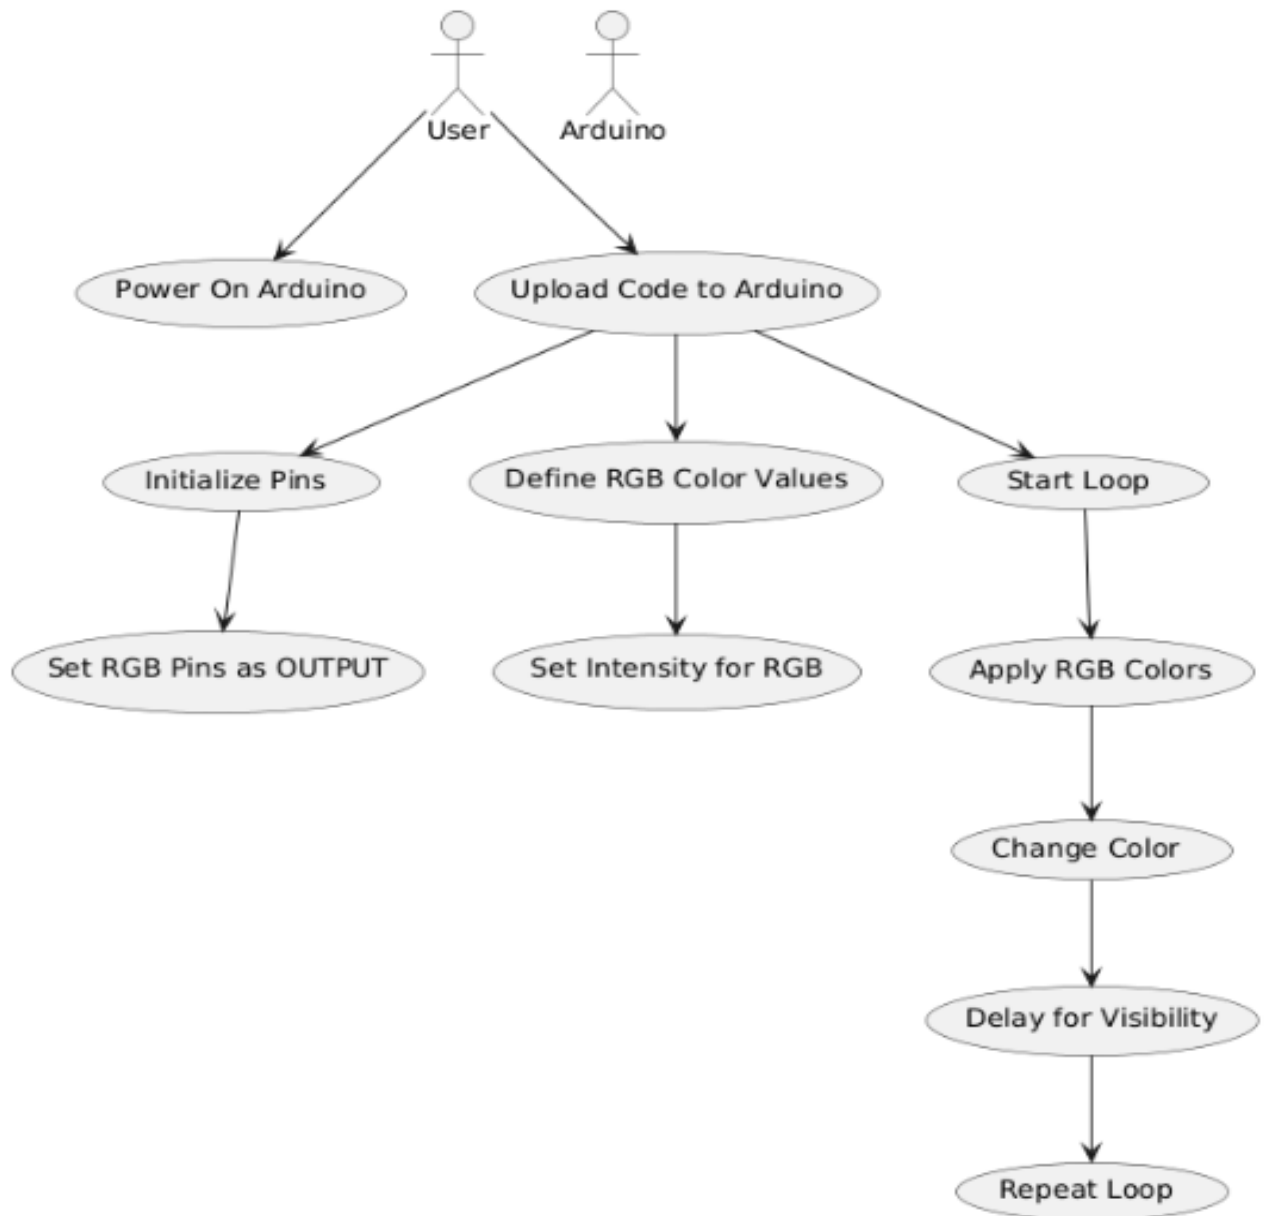 User
Arduino
Power On Arduino
Upload Code to Arduino
Initialize Pins
Define RGB Color Values
Start Loop
Set RGB Pins as OUTPUT
Set Intensity for RGB
Apply RGB Colors
Change Color
Delay for Visibility
Repeat Loop